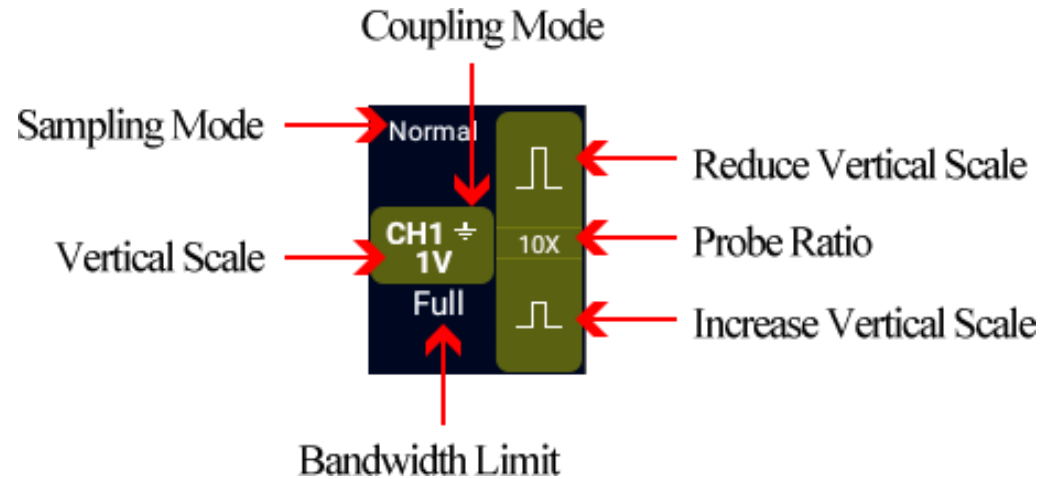 Coupling Mode
Sampling Mode
Normal
Reduce Vertical Scale
Vertical Scale
CH1
1V
10X
Probe Ratio
Full
Increase Vertical Scale
Bandwidth Limit